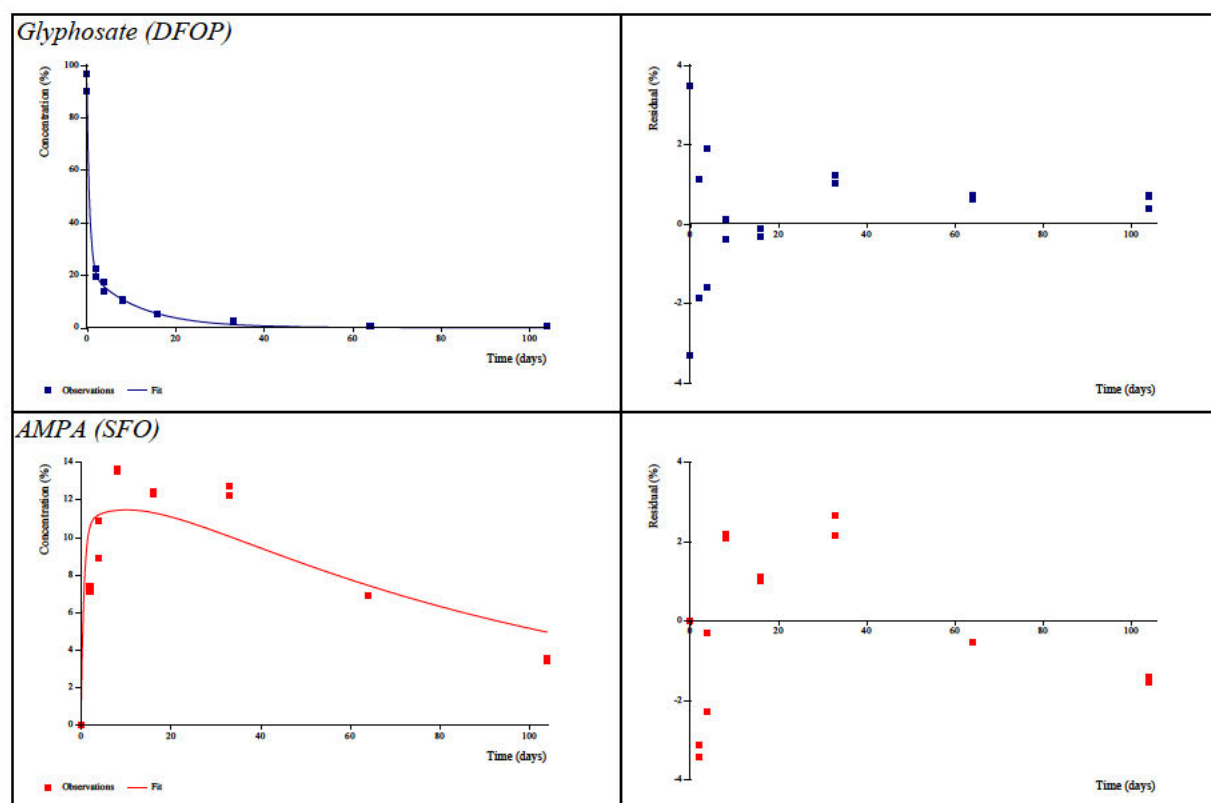 Glyphosate (DFOP)
Concentration (%)
100
80
60
40
20
0
0 20 40 60 80 100
Time (days)
Observations Fit
Residual (%)
4
2
0
-2
-4
0 20 40 60 80 100
Time (days)
AMPA (SFO)
Concentration (%)
14
12
10
8
6
4
2
0
0 20 40 60 80 100
Time (days)
Observations Fit
Residual (%)
4
2
0
-2
-4
0 20 40 60 80 100
Time (days)